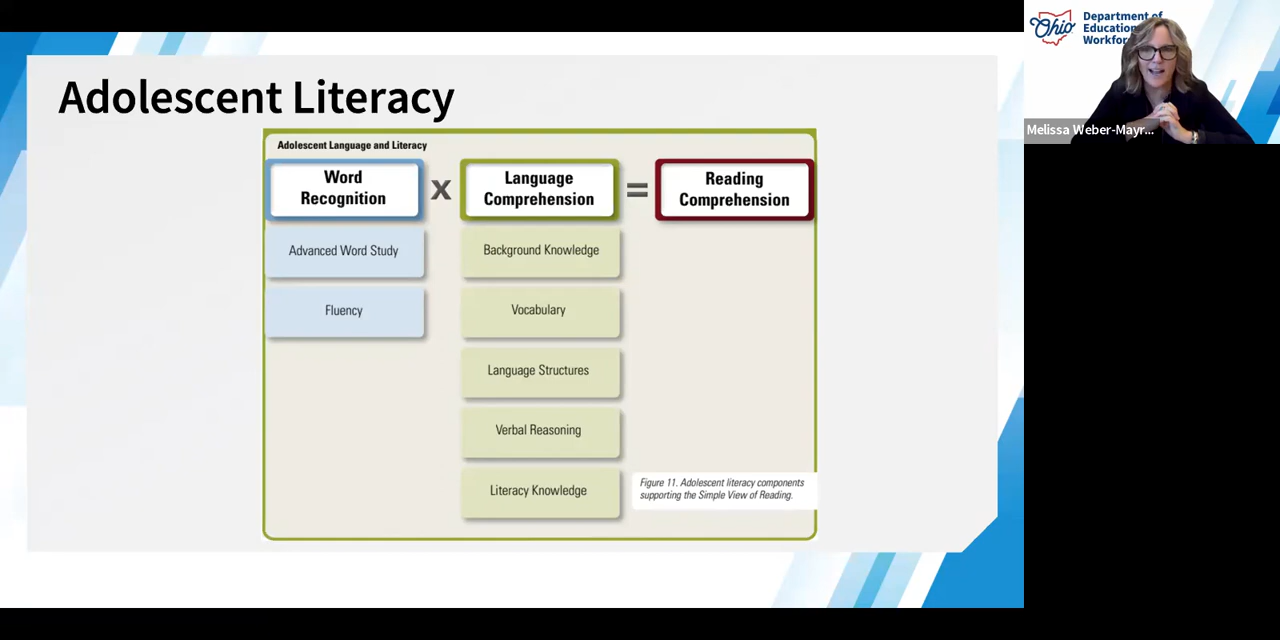 Adolescent Literacy
Adolescent Language and Literacy
Word
Recognition
x
Language
Comprehension
=
Reading
Comprehension
Advanced Word Study
Fluency
Background Knowledge
Vocabulary
Language Structures
Verbal Reasoning
Literacy Knowledge
Figure 11. Adolescent literacy components
supporting the Simple View of Reading.
Ohio
Department of
Education
Workfor
Melissa Weber-Mayr...